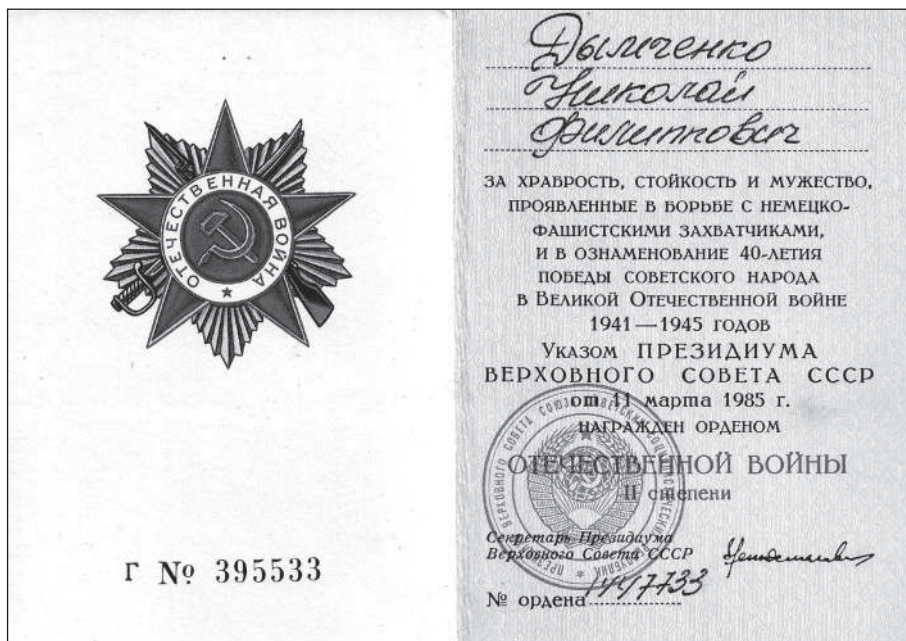 ОТЕЧЕСТВЕННАЯ ВОЙНА
Г № 395533
Дымченко
Николай
Филиппович
ЗА ХРАБРОСТЬ, СТОЙКОСТЬ И МУЖЕСТВО,
ПРОЯВЛЕННЫЕ В БОРЬБЕ С НЕМЕЦКО-
ФАШИСТСКИМИ ЗАХВАТЧИКАМИ,
И В ОЗНАМЕНОВАНИЕ 40-ЛЕТИЯ
ПОБЕДЫ СОВЕТСКОГО НАРОДА
В ВЕЛИКОЙ ОТЕЧЕСТВЕННОЙ ВОЙНЕ
1941—1945 ГОДОВ
УКАЗОМ ПРЕЗИДИУМА
ВЕРХОВНОГО СОВЕТА СССР
от 11 марта 1985 г.
НАГРАЖДЕН ОРДЕНОМ
ОТЕЧЕСТВЕННОЙ ВОЙНЫ
II степени
Секретарь Президиума
Верховного Совета СССР
№ ордена 1447733